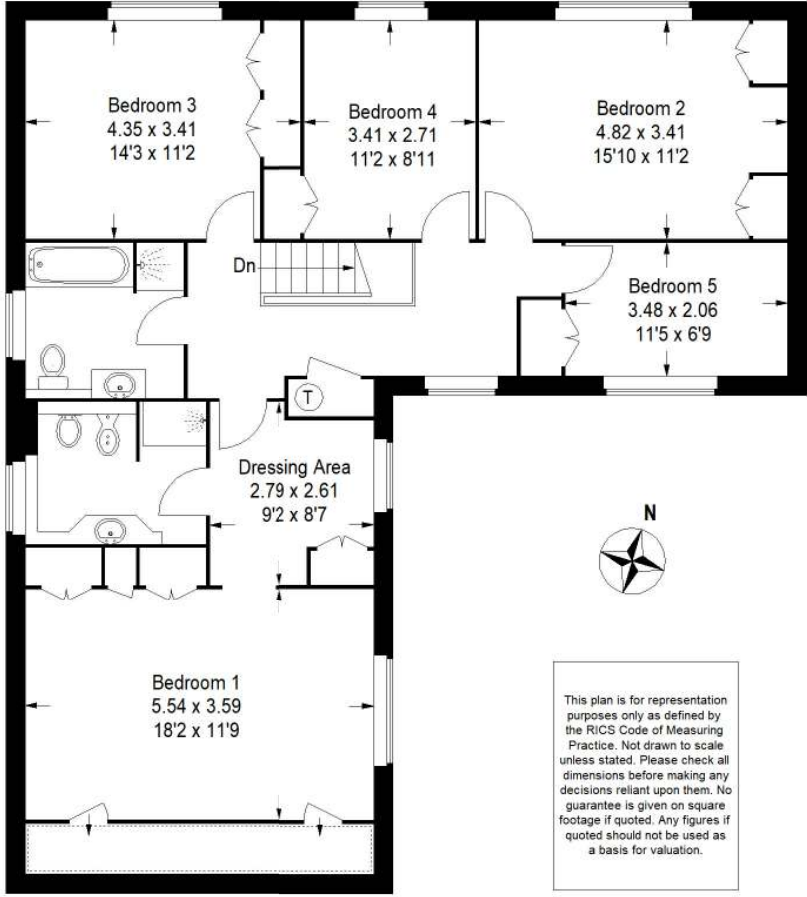 Bedroom 3
4.35 x 3.41
14'3 x 11'2
Bedroom 4
3.41 x 2.71
11'2 x 8'11
Bedroom 2
4.82 x 3.41
15'10 x 11'2
Dn
Bedroom 5
3.48 x 2.06
11'5 x 6'9
T
Dressing Area
2.79 x 2.61
9'2 x 8'7
N
Bedroom 1
5.54 x 3.59
18'2 x 11'9
This plan is for representation
purposes only as defined by
the RICS Code of Measuring
Practice. Not drawn to scale
unless stated. Please check all
dimensions before making any
decisions reliant upon them. No
guarantee is given on square
footage if quoted. Any figures if
quoted should not be used as
a basis for valuation.